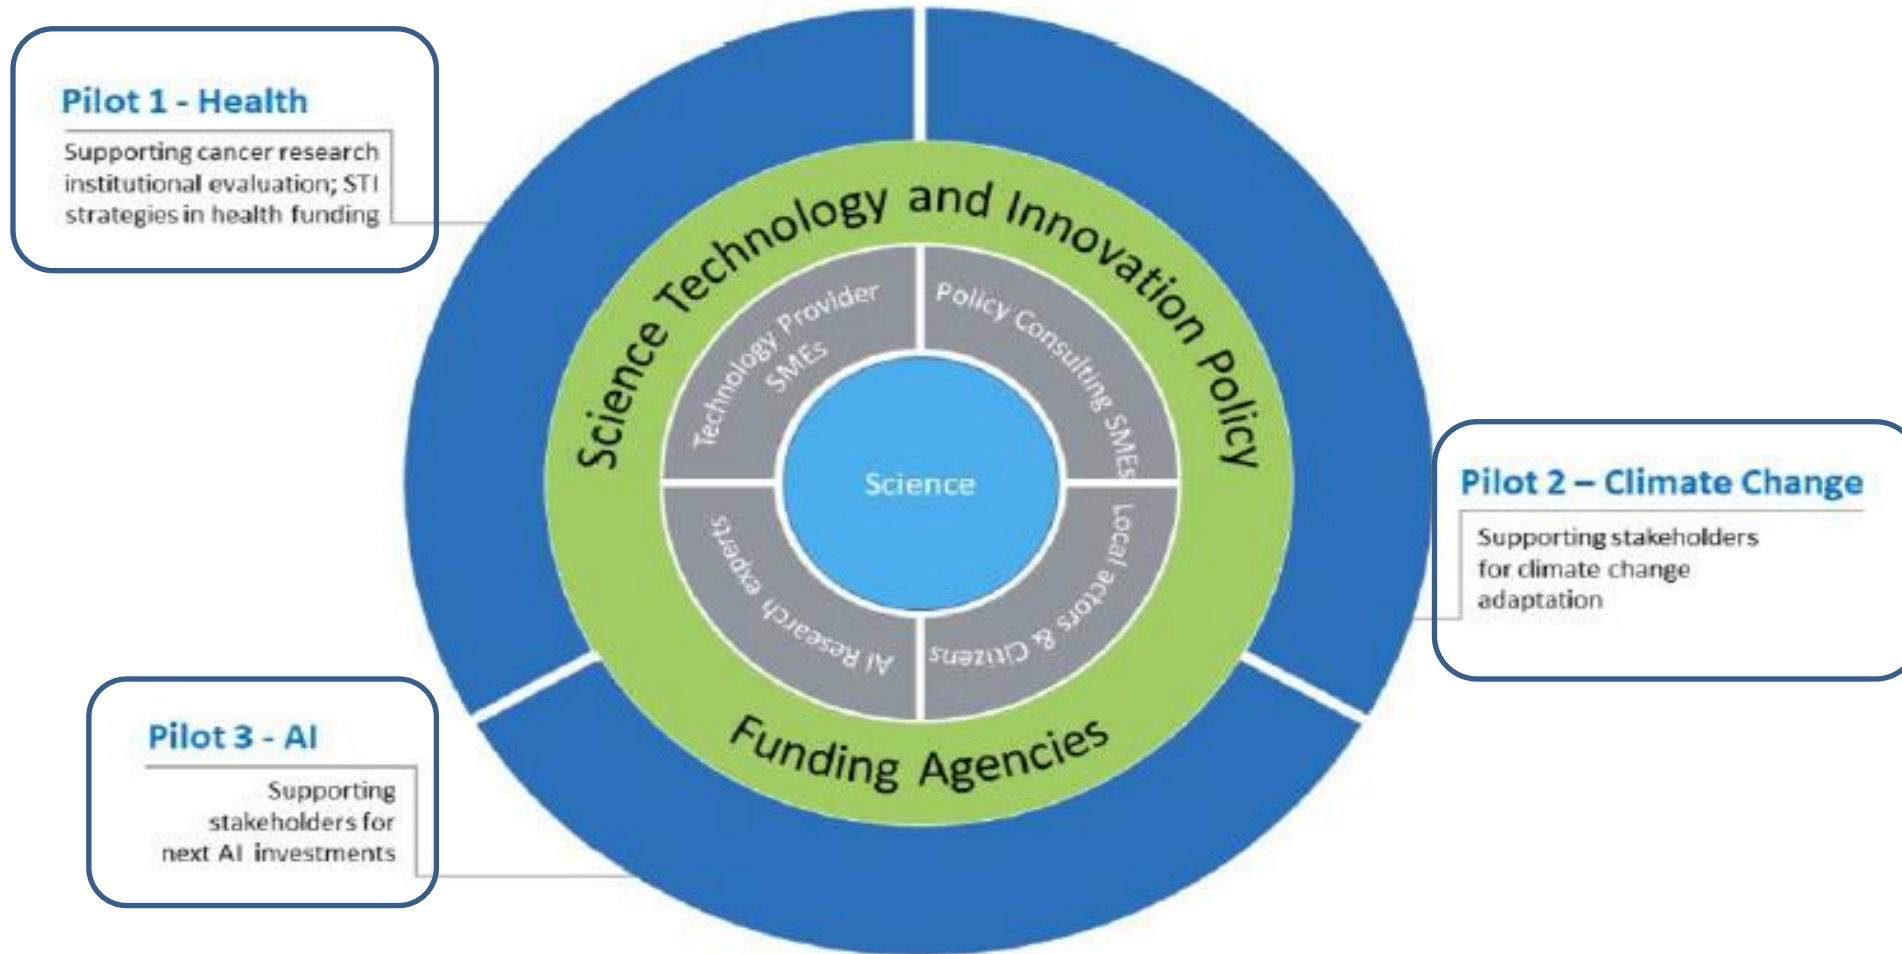 Pilot 1 - Health
Supporting cancer research
institutional evaluation; STI
strategies in health funding
Science Technology and Innovation Policy
Technology Provider
SMEs
Policy Consulting SMEs
Science
AI Research experts
Local actors & Citizens
Funding Agencies
Pilot 2 – Climate Change
Supporting stakeholders
for climate change
adaptation
Pilot 3 - AI
Supporting
stakeholders for
next AI investments